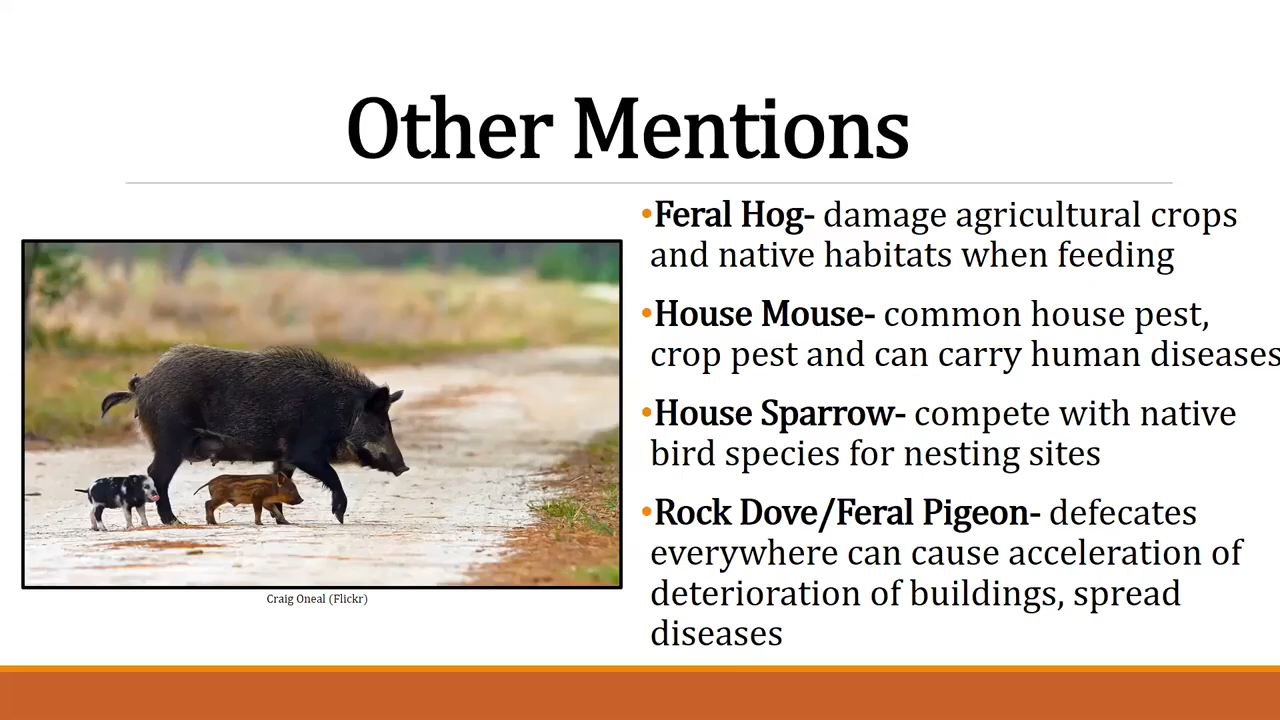 Other Mentions
•Feral Hog- damage agricultural crops
and native habitats when feeding
•House Mouse- common house pest,
crop pest and can carry human diseases
•House Sparrow- compete with native
bird species for nesting sites
•Rock Dove/Feral Pigeon- defecates
everywhere can cause acceleration of
deterioration of buildings, spread
diseases
Craig Oneal (Flickr)